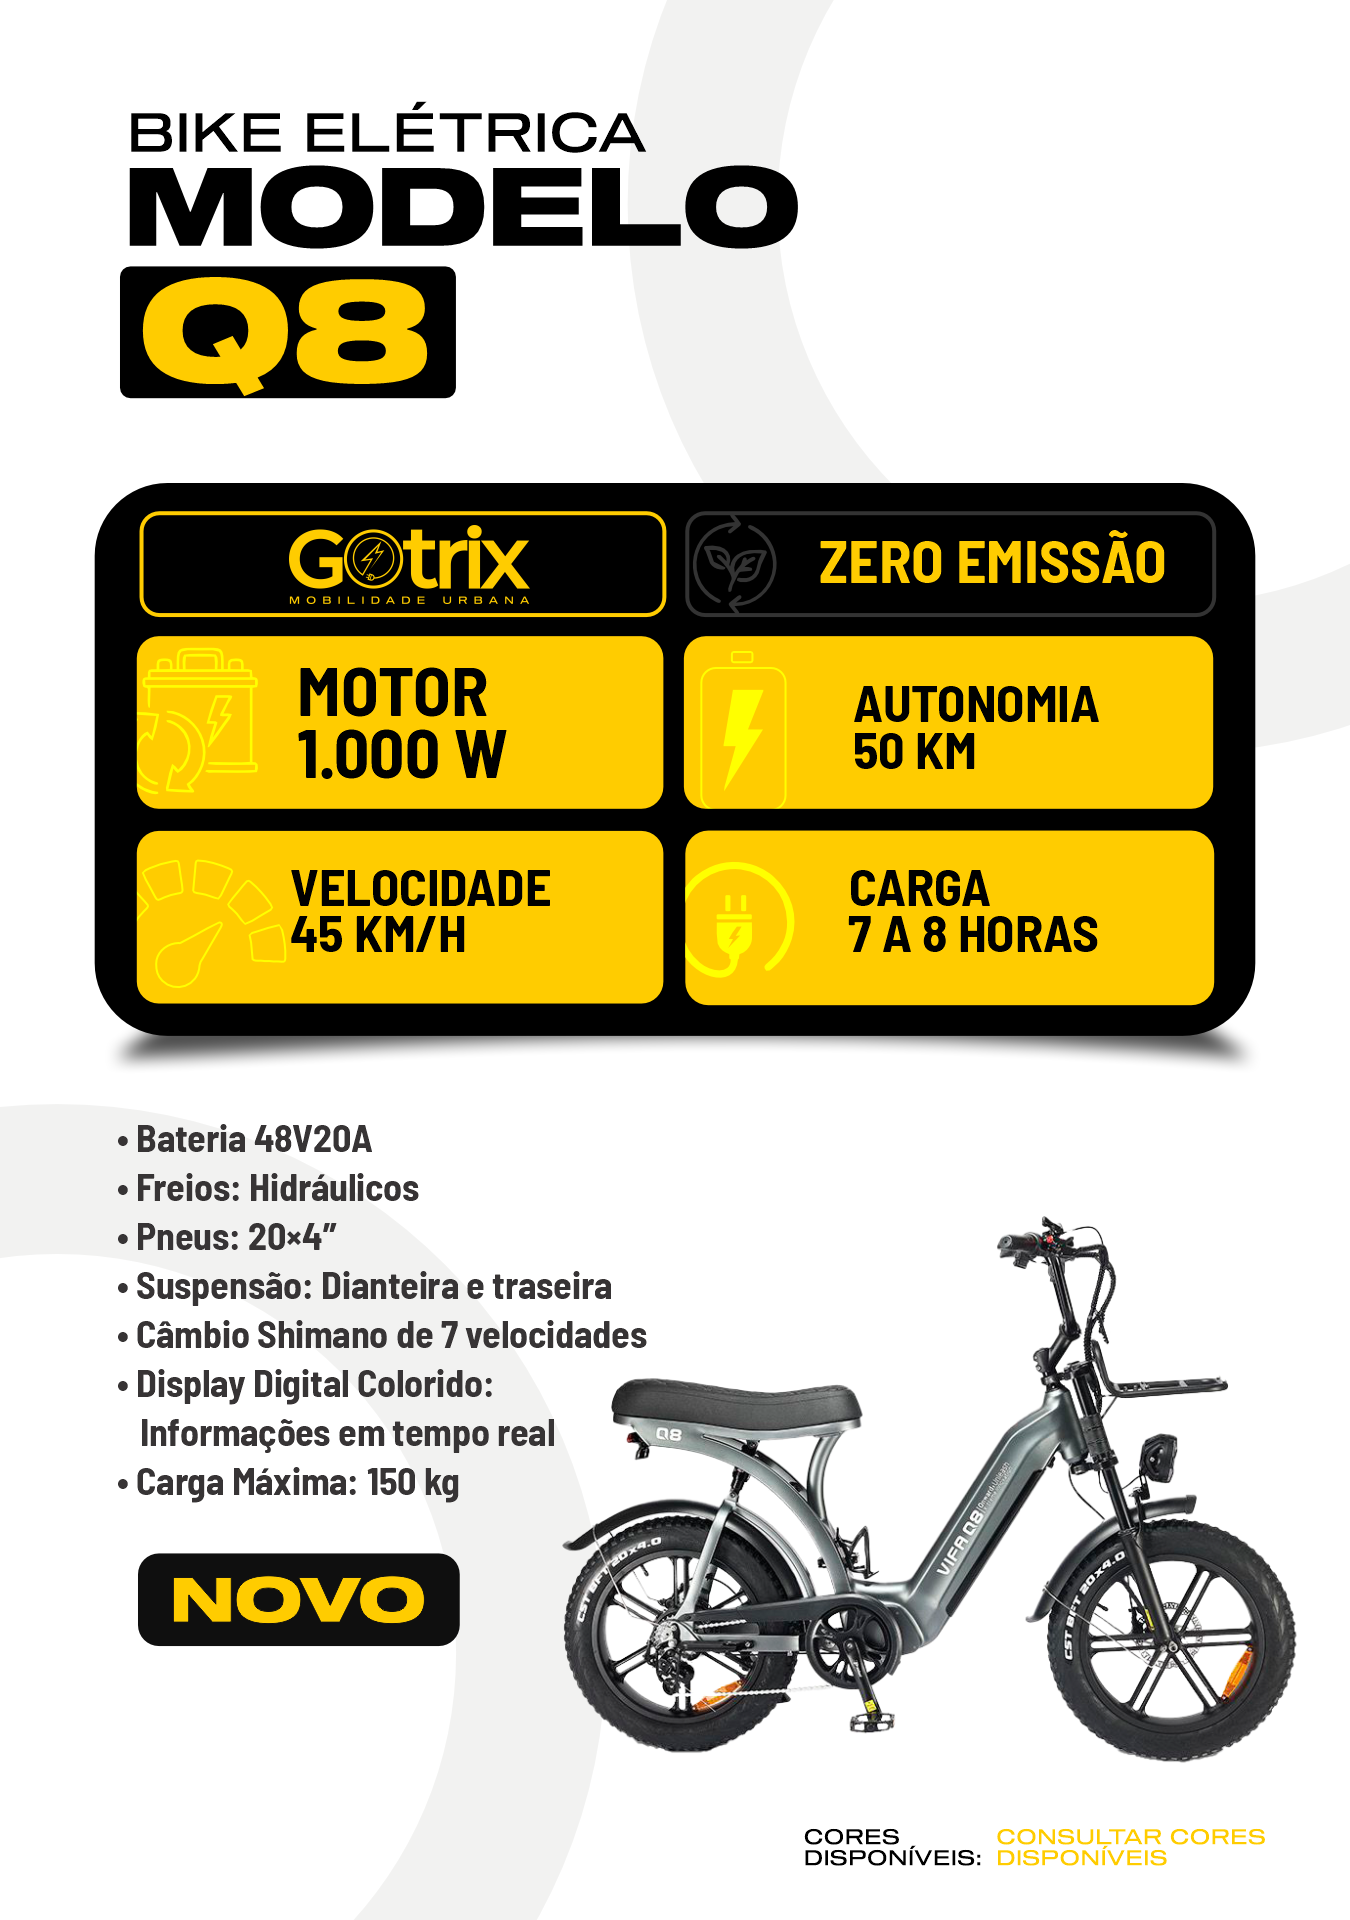 BIKE ELÉTRICA
MODELO
Q8
Gotrix
MOBILIDADE URBANA
ZERO EMISSÃO
MOTOR
1.000 W
AUTONOMIA
50 KM
VELOCIDADE
45 KM/H
CARGA
7 A 8 HORAS
• Bateria 48V20A
• Freios: Hidráulicos
• Pneus: 20×4”
• Suspensão: Dianteira e traseira
• Câmbio Shimano de 7 velocidades
• Display Digital Colorido:
Informações em tempo real
• Carga Máxima: 150 kg
NOVO
Q8
VIFA Q8
CST BFT 20x4.0
CST BFT 20x4.0
CORES
DISPONÍVEIS:
CONSULTAR CORES
DISPONÍVEIS